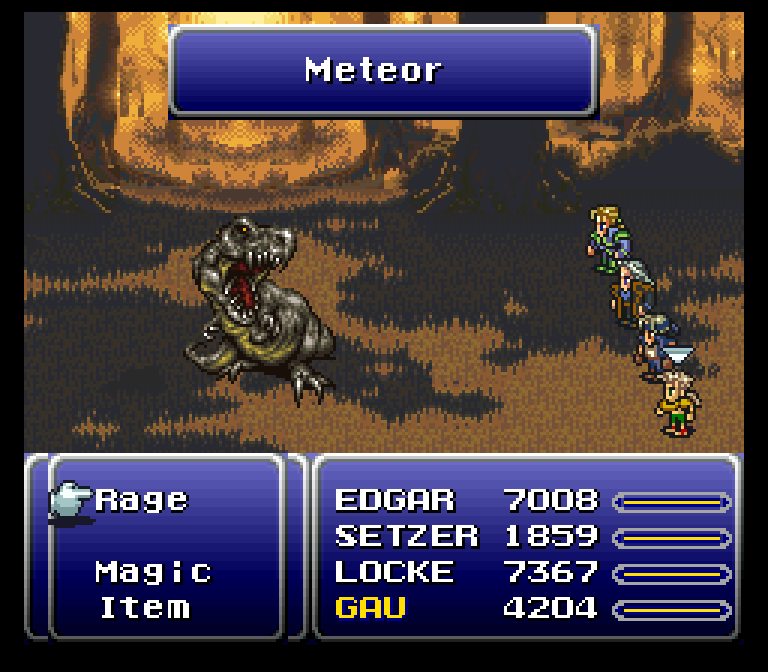 Meteor
Rage
Magic
Item
EDGAR 7008
SETZER 1859
LOCKE 7367
GAU 4204